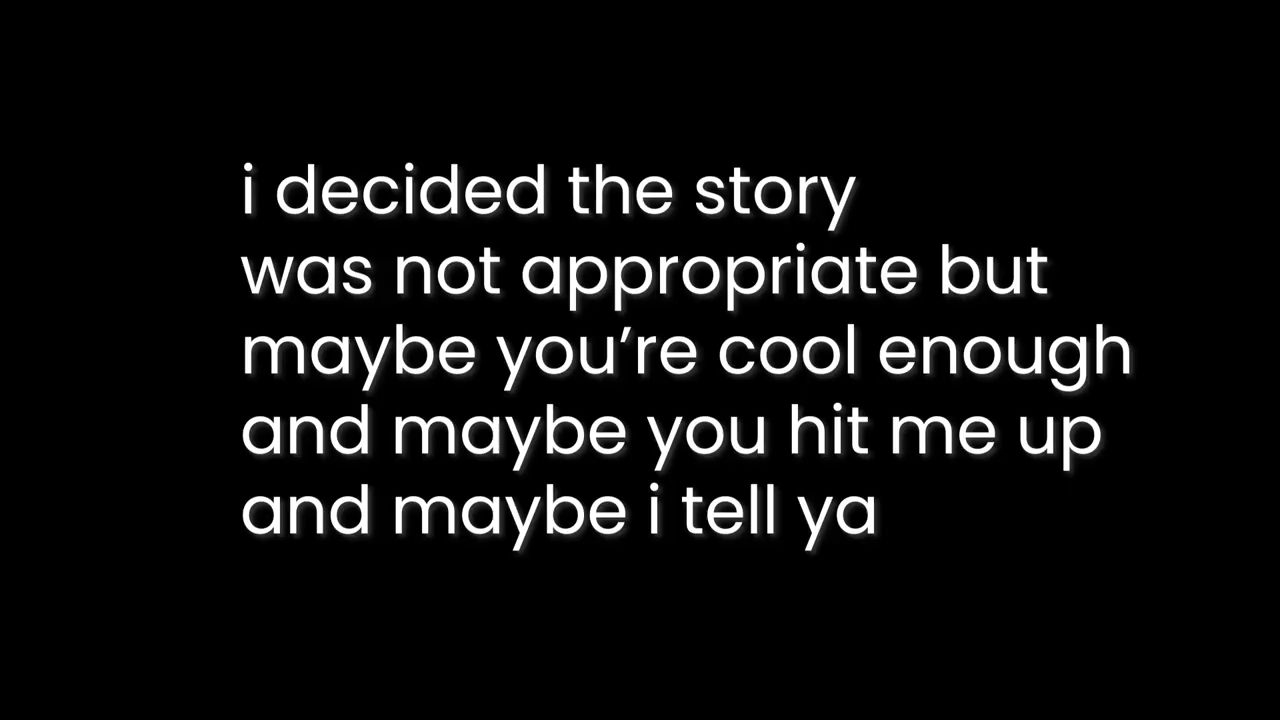 i decided the story
was not appropriate but
maybe you’re cool enough
and maybe you hit me up
and maybe i tell ya